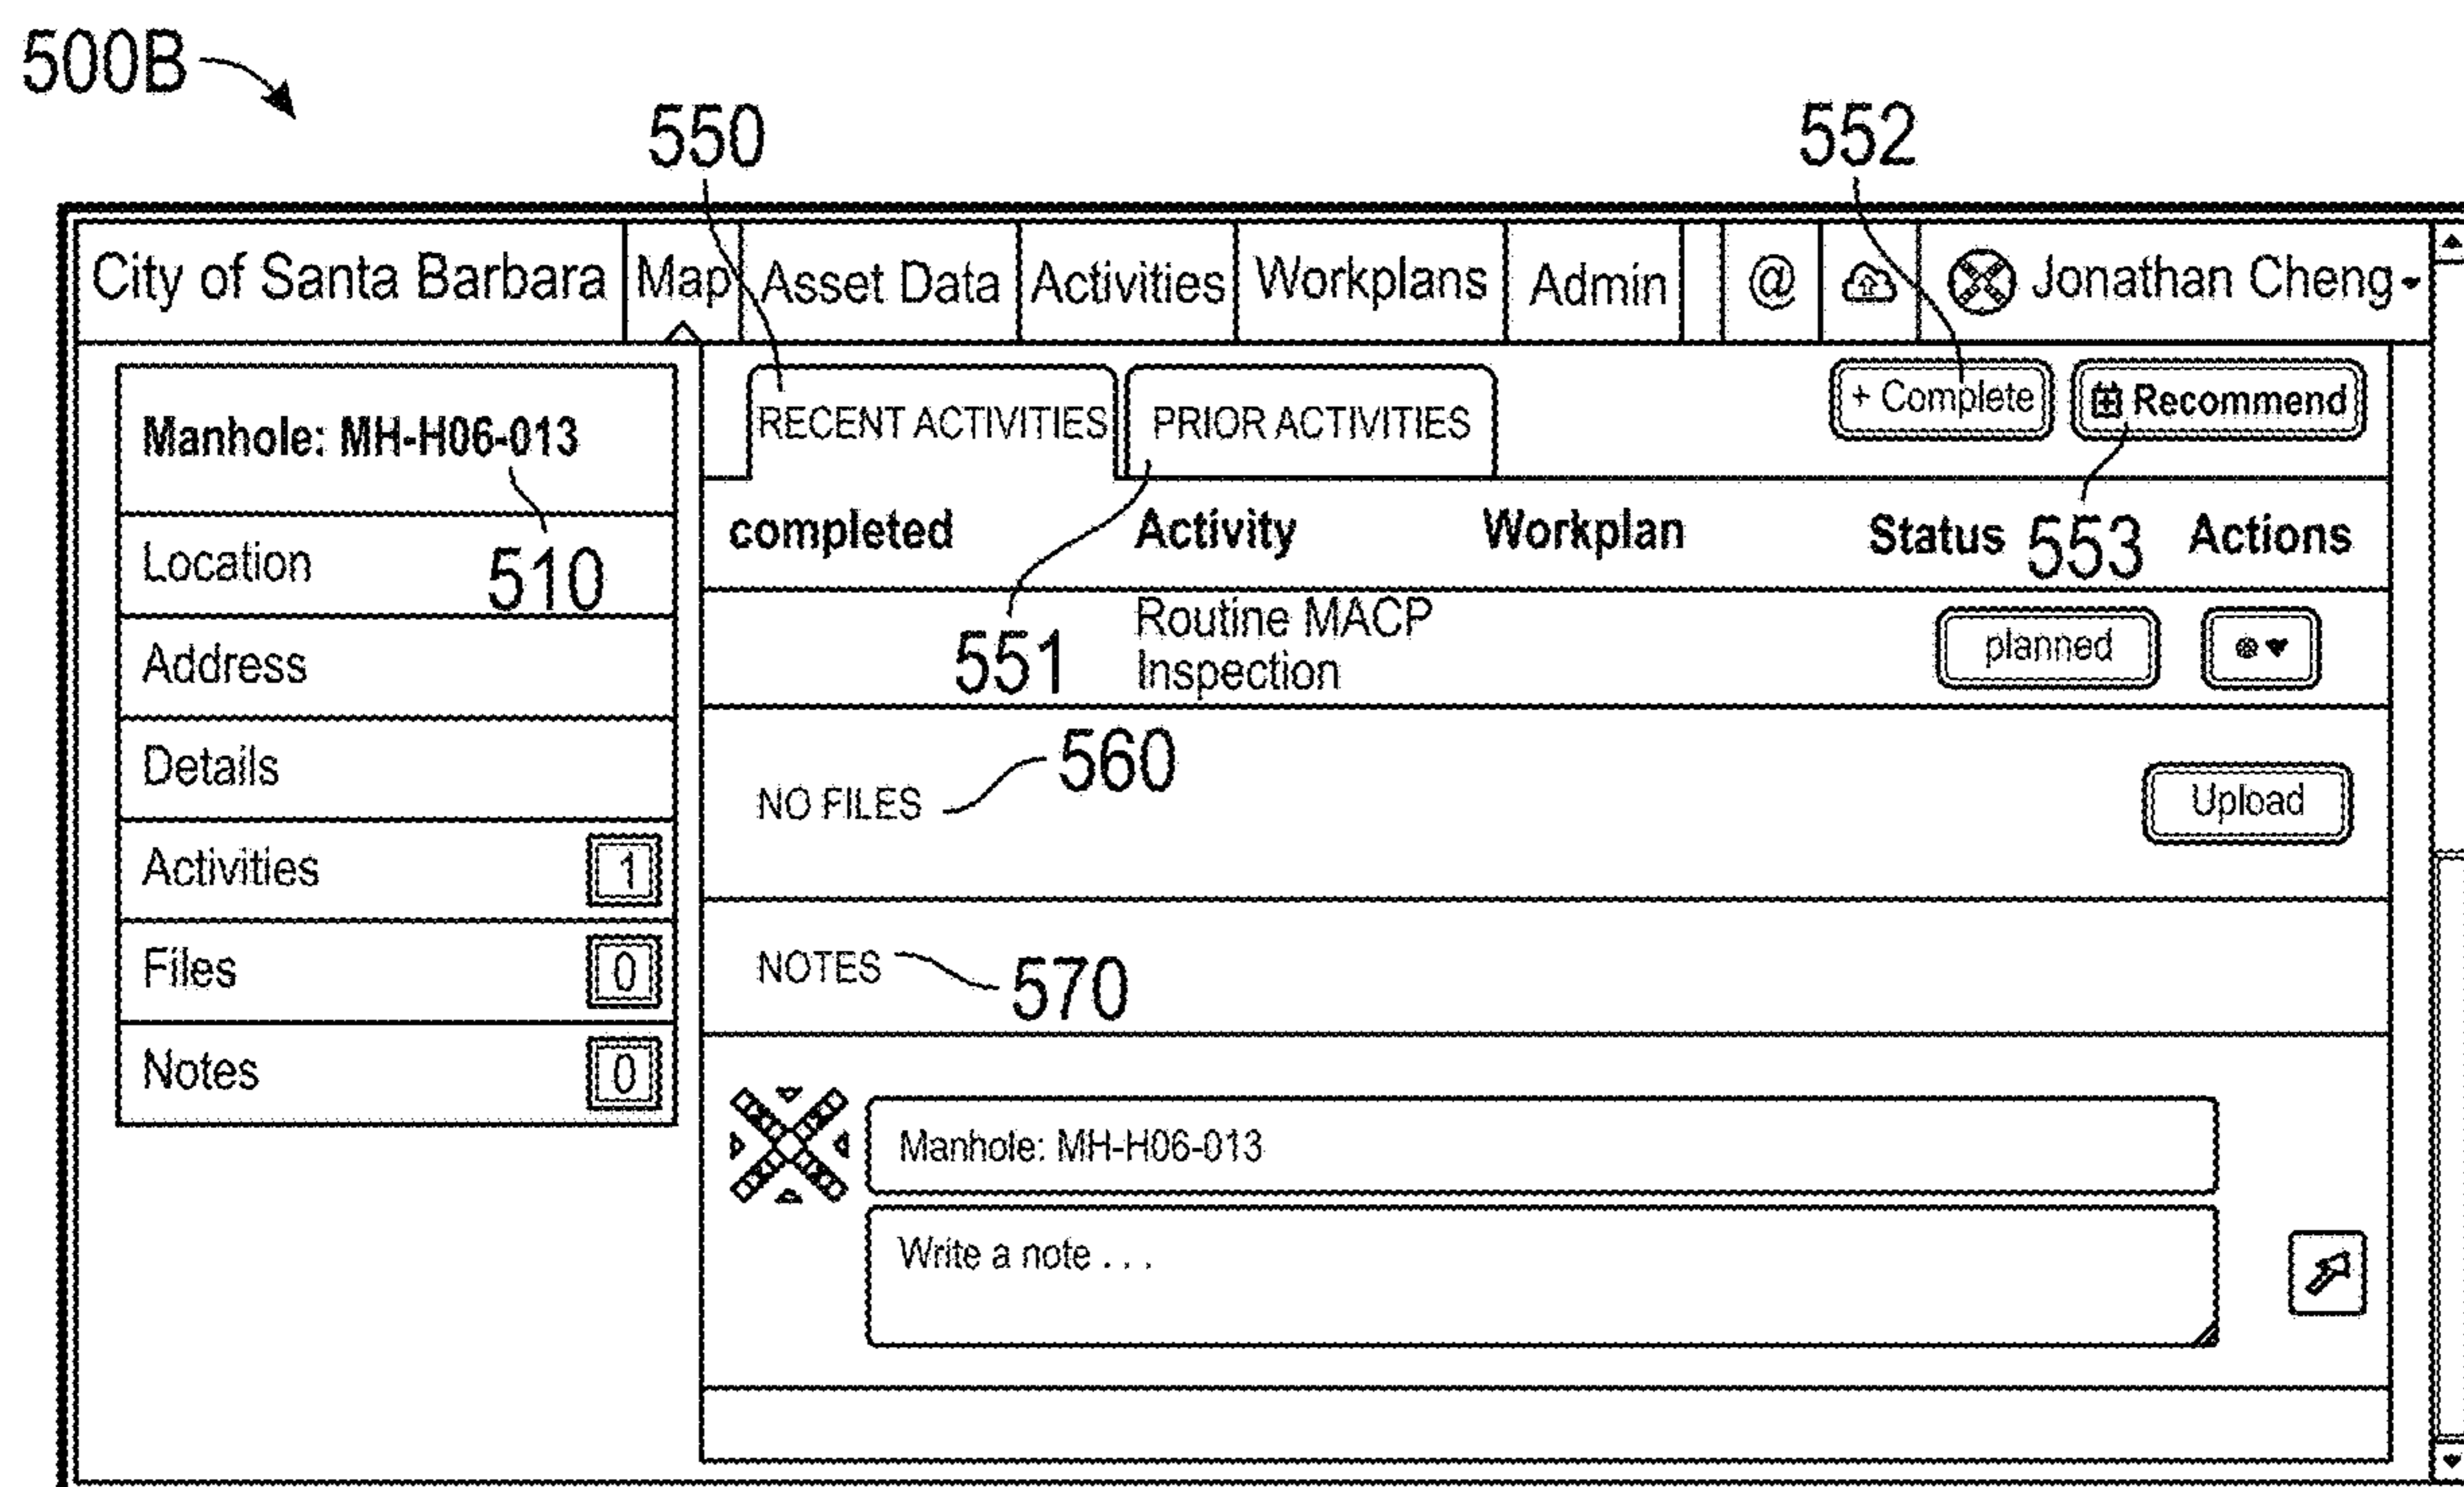 500B
550
552
City of Santa Barbara Map Asset Data Activities Workplans Admin @ Jonathan Cheng
Manhole: MH-H06-013
510
Location
Address
Details
Activities 1
Files 0
Notes 0
RECENT ACTIVITIES PRIOR ACTIVITIES + Complete Recommend
completed Activity Workplan Status Actions
553
551
Routine MACP
Inspection
planned
560
NO FILES
Upload
NOTES
570
Manhole: MH-H06-013
Write a note . . .